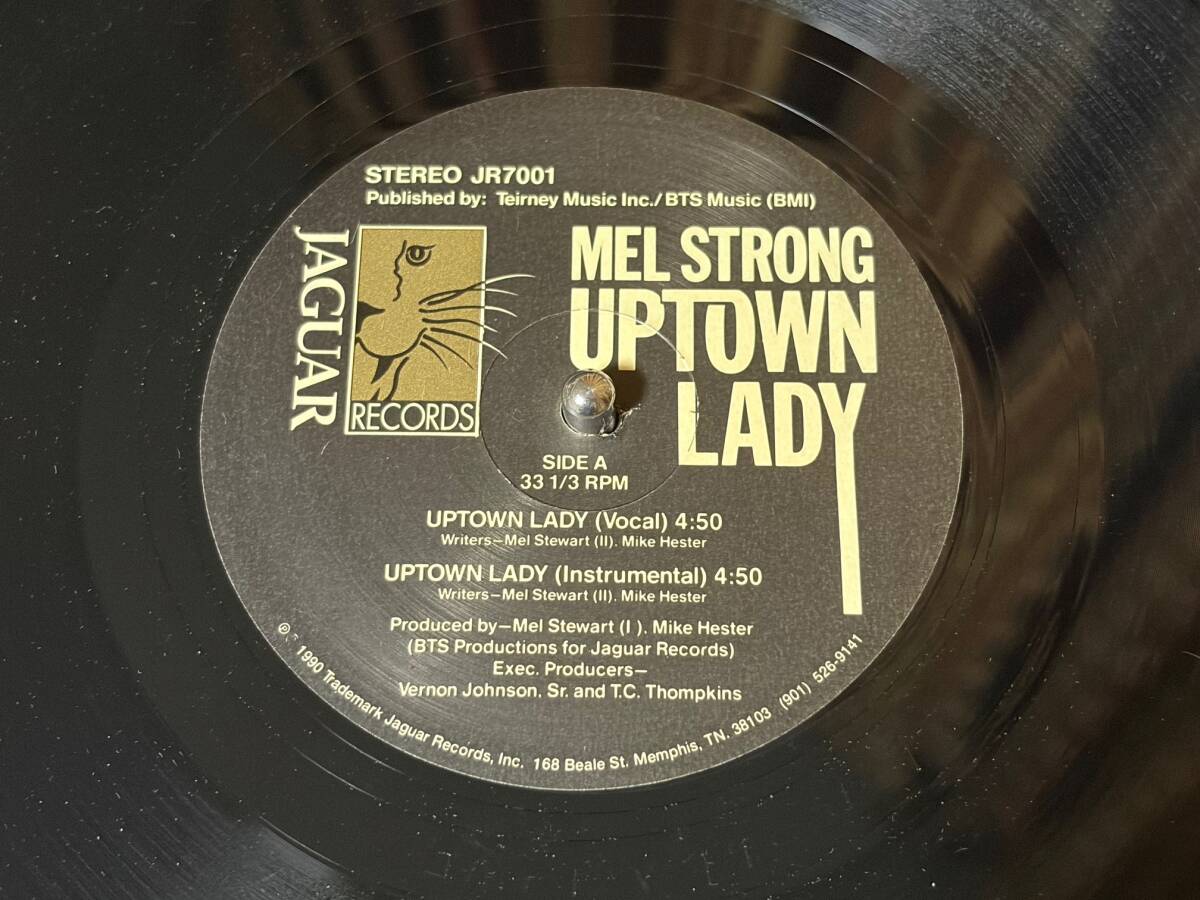 STEREO JR7001
Published by: Teirney Music Inc./BTS Music (BMI)
JAGUAR
RECORDS
MEL STRONG
UPTOWN
LADY
SIDE A
33 1/3 RPM
UPTOWN LADY (Vocal) 4:50
Writers—Mel Stewart (II). Mike Hester
UPTOWN LADY (Instrumental) 4:50
Writers—Mel Stewart (II). Mike Hester
Produced by—Mel Stewart (I ). Mike Hester
(BTS Productions for Jaguar Records)
Exec. Producers—
Vernon Johnson, Sr. and T.C. Thompkins
℗ 1990 Trademark Jaguar Records, Inc. 168 Beale St. Memphis, TN. 38103 (901) 526-9141